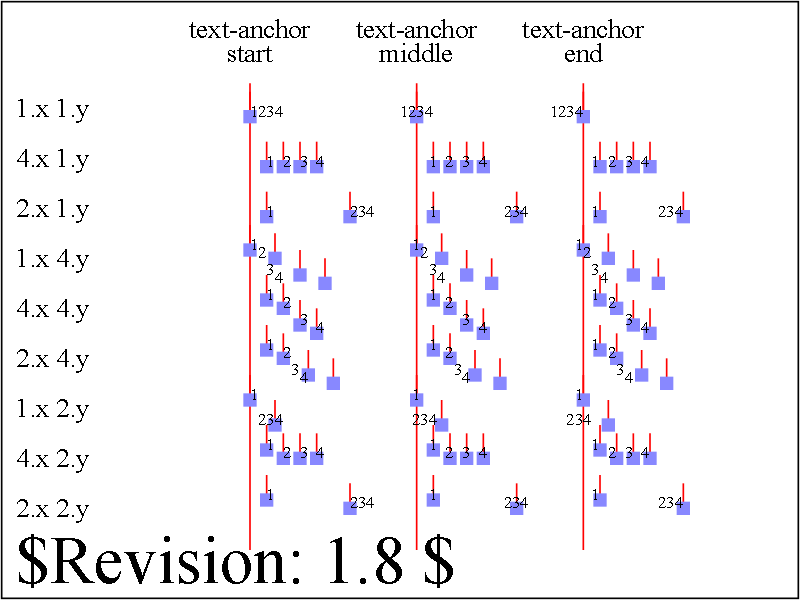 text-anchor text-anchor text-anchor
start middle end
1.x 1.y 1234 1234 1234
4.x 1.y 1 2 3 4 1 2 3 4 1 2 3 4
2.x 1.y 1 234 1 234 1 234
1.x 4.y 1 2 3 4 1 2 3 4 1 2 3 4
4.x 4.y 1 2 3 4 1 2 3 4 1 2 3 4
2.x 4.y 1 2 3 4 1 2 3 4 1 2 3 4
1.x 2.y 1 234 1 234 1 234
4.x 2.y 1 2 3 4 1 2 3 4 1 2 3 4
2.x 2.y 1 234 1 234 1 234
$Revision: 1.8 $